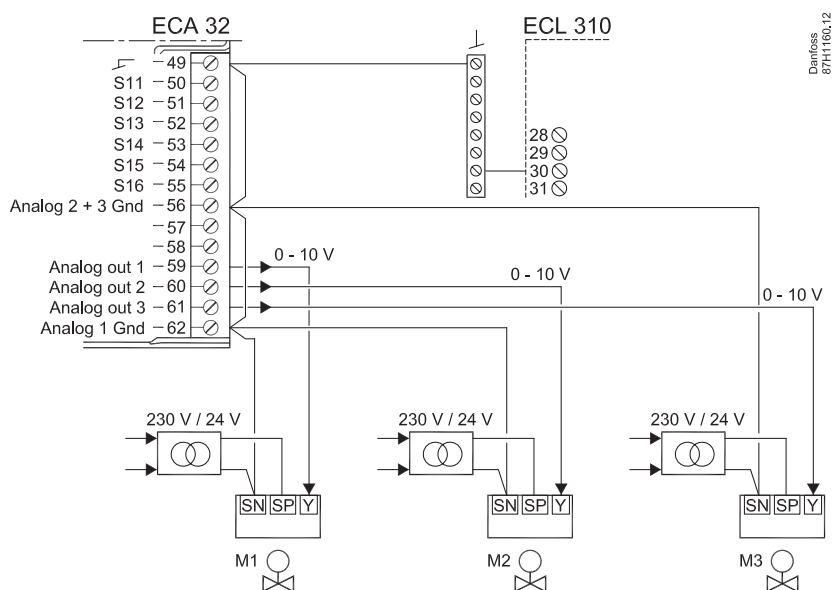 ECA 32
ECL 310
Danfoss
87H1160.12
49
S11 50
S12 51
S13 52
S14 53
S15 54
S16 55
Analog 2 + 3 Gnd 56
57
58
Analog out 1 59
Analog out 2 60
Analog out 3 61
Analog 1 Gnd 62
28
29
30
31
0 - 10 V
0 - 10 V
0 - 10 V
230 V / 24 V
230 V / 24 V
230 V / 24 V
SN SP Y
SN SP Y
SN SP Y
M1
M2
M3